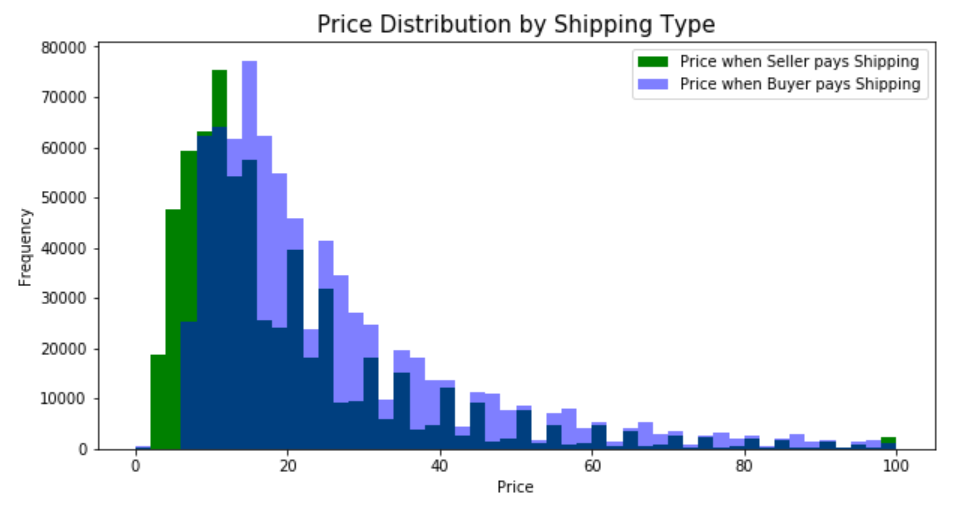 Price Distribution by Shipping Type
Price when Seller pays Shipping
Price when Buyer pays Shipping
80000
70000
60000
50000
40000
30000
20000
10000
0
Frequency
0 20 40 60 80 100
Price